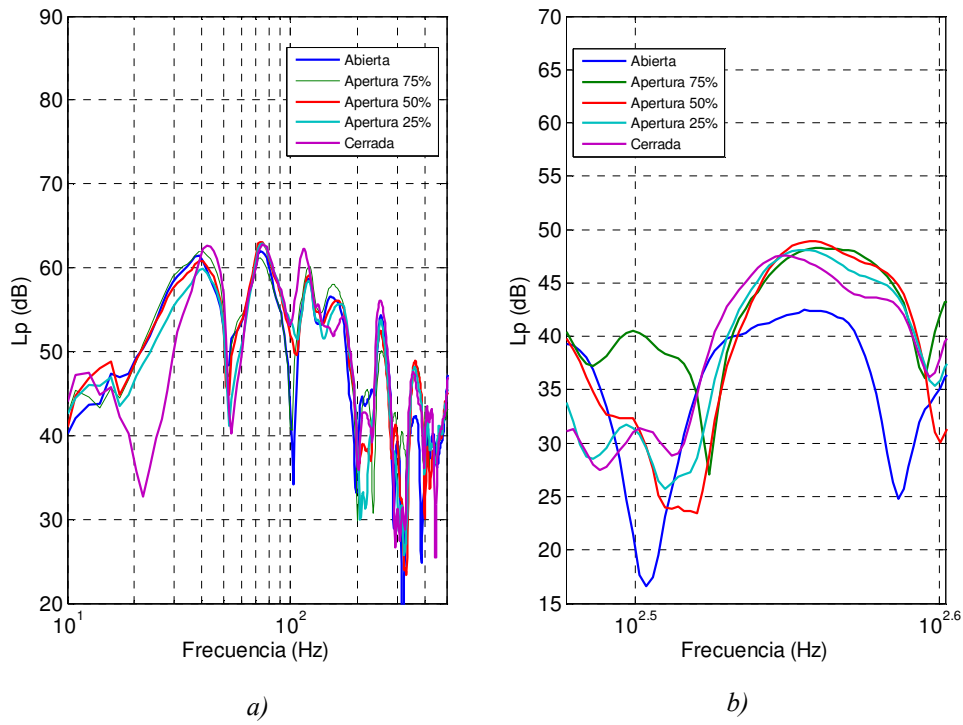 90
80
70
60
50
40
30
20
10^1
10^2
Lp (dB)
Frecuencia (Hz)
Abierta
Apertura 75%
Apertura 50%
Apertura 25%
Cerrada
a)
70
65
60
55
50
45
40
35
30
25
20
15
10^2.5
10^2.6
Lp (dB)
Frecuencia (Hz)
Abierta
Apertura 75%
Apertura 50%
Apertura 25%
Cerrada
b)